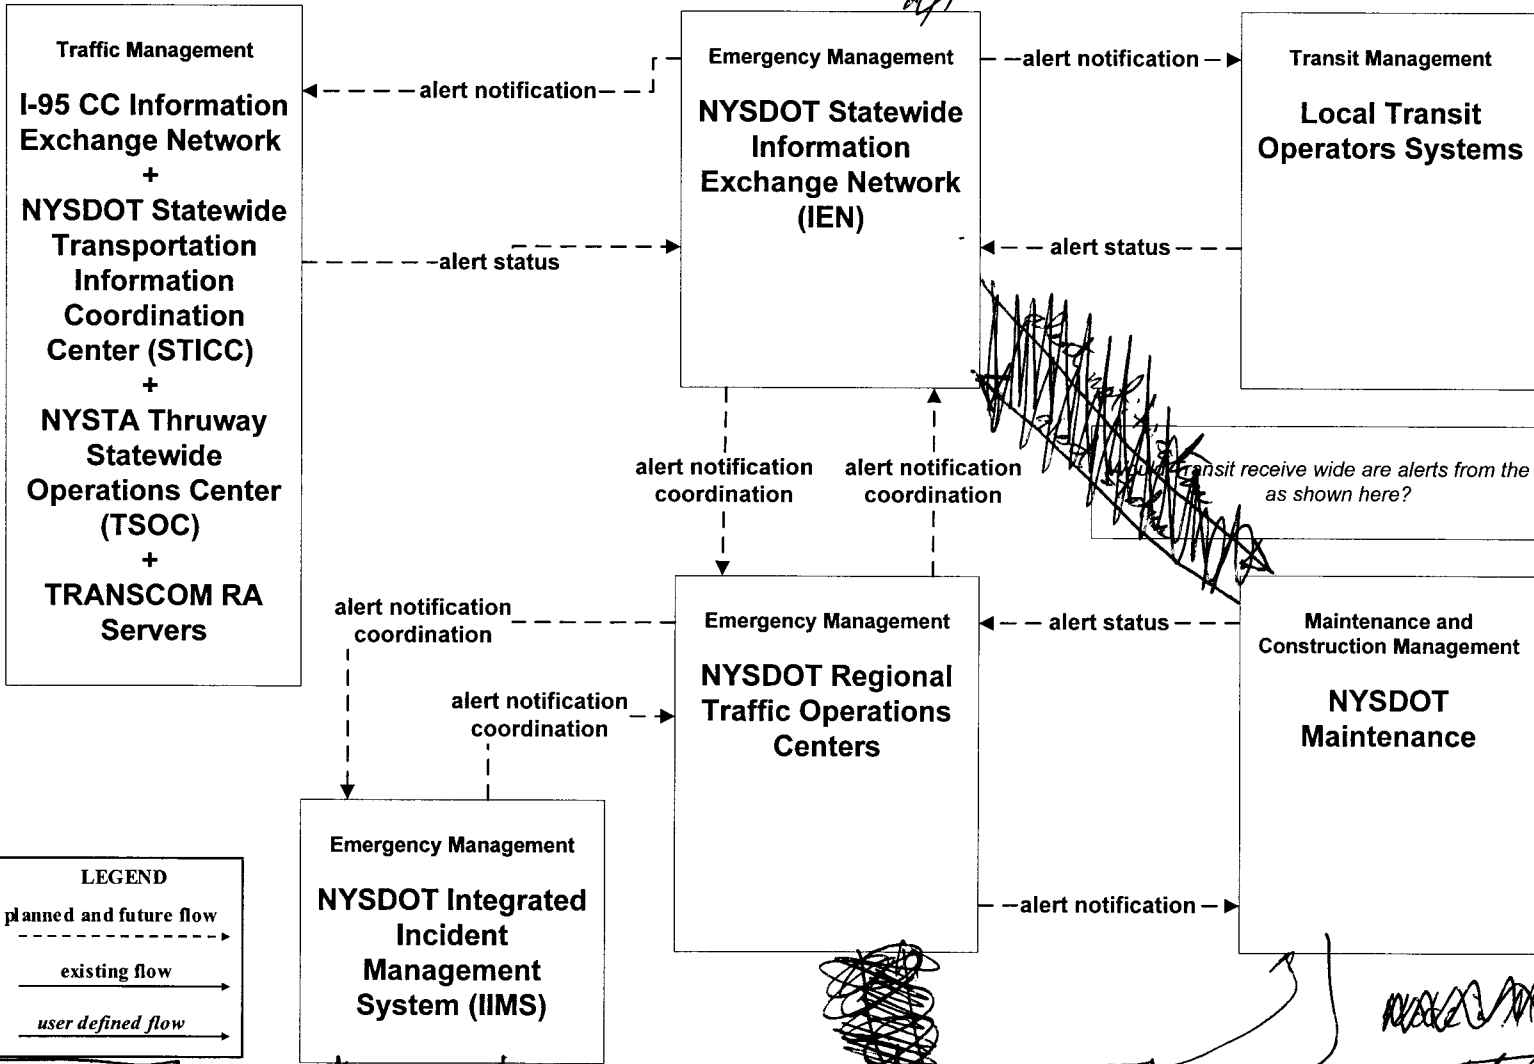 Traffic Management
I-95 CC Information
Exchange Network
+
NYSDOT Statewide
Transportation
Information
Coordination
Center (STICC)
+
NYSTA Thruway
Statewide
Operations Center
(TSOC)
+
TRANSCOM RA
Servers
alert notification
alert status
Emergency Management
NYSDOT Statewide
Information
Exchange Network
(IEN)
alert notification
alert status
Transit Management
Local Transit
Operators Systems
alert notification
coordination
alert notification
coordination
Transit receive wide are alerts from the
as shown here?
alert notification
coordination
alert notification
coordination
Emergency Management
NYSDOT Regional
Traffic Operations
Centers
alert status
alert notification
Maintenance and
Construction Management
NYSDOT
Maintenance
Emergency Management
NYSDOT Integrated
Incident
Management
System (IIMS)
LEGEND
planned and future flow
existing flow
user defined flow